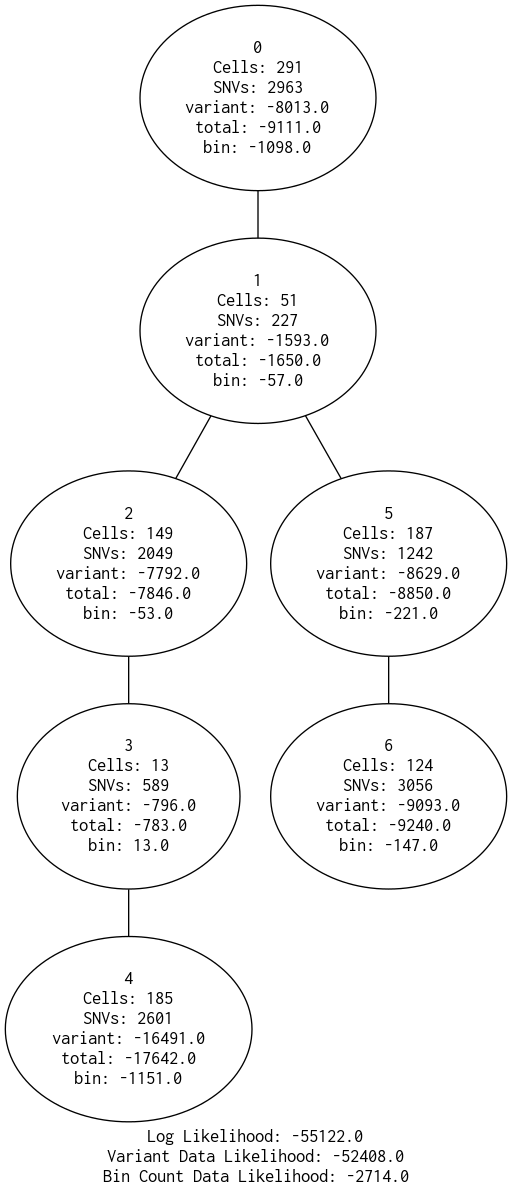 0
Cells: 291
SNVs: 2963
variant: -8013.0
total: -9111.0
bin: -1098.0
1
Cells: 51
SNVs: 227
variant: -1593.0
total: -1650.0
bin: -57.0
2
Cells: 149
SNVs: 2049
variant: -7792.0
total: -7846.0
bin: -53.0
5
Cells: 187
SNVs: 1242
variant: -8629.0
total: -8850.0
bin: -221.0
3
Cells: 13
SNVs: 589
variant: -796.0
total: -783.0
bin: 13.0
6
Cells: 124
SNVs: 3056
variant: -9093.0
total: -9240.0
bin: -147.0
4
Cells: 185
SNVs: 2601
variant: -16491.0
total: -17642.0
bin: -1151.0
Log Likelihood: -55122.0
Variant Data Likelihood: -52408.0
Bin Count Data Likelihood: -2714.0